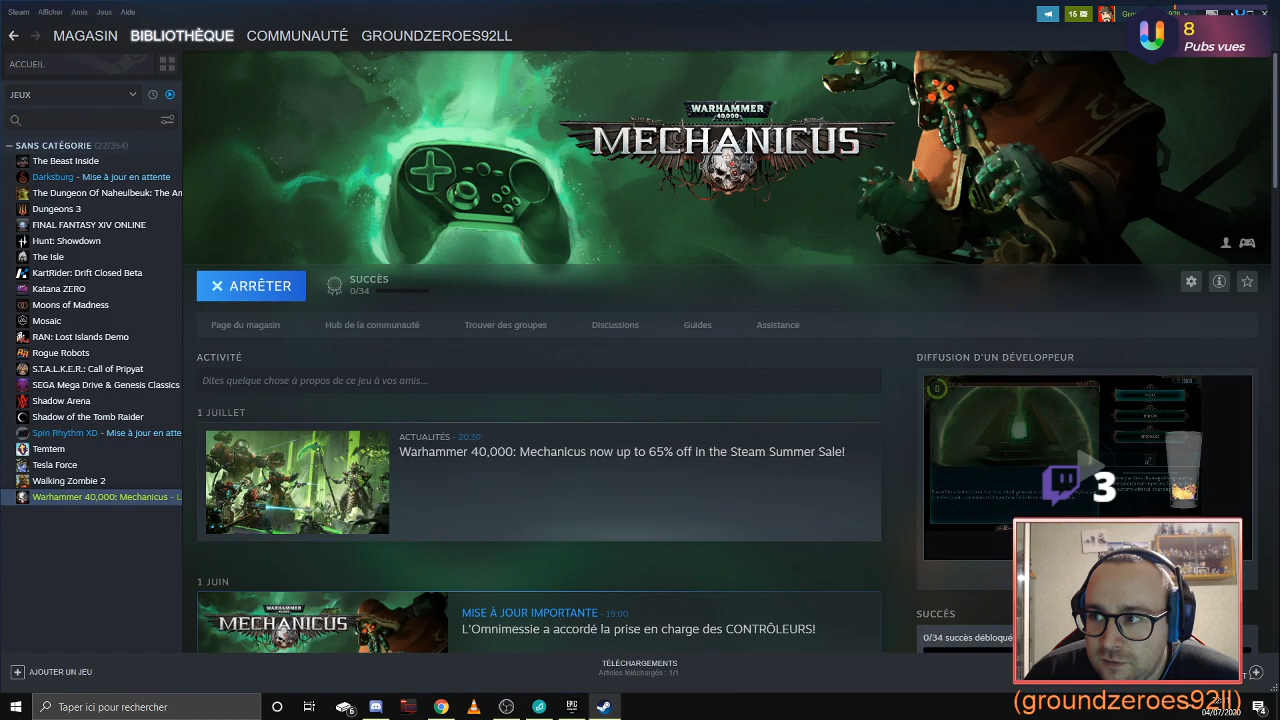 Steam Afficher Amis Jeux Aide
15
8
Pubs vues
MAGASIN BIBLIOTHÈQUE COMMUNAUTÉ GROUNDZEROES92LL
ACCUEIL
JEUX
SANS CATÉGORIE (22/354)
The Beast Inside
Darksburg - Mise à jour en attente
The Dungeon Of Naheulbeuk: The Am
Dungeons 3
FINAL FANTASY XIV ONLINE
Hunt: Showdown
The Isle
KartRider: Drift Closed Beta
Katana ZERO
Moons of Madness
Mosaic
RAN: Lost Islands Demo
Rogue Robots
S.T.A.L.K.E.R.: Call of Pripyat
SEGA Mega Drive & Genesis Classics
Shadow Arena
Shadow of the Tomb Raider
Spin Rhythm XD - Mise à jour en atte
Temtem
Tesla vs Lovecraft
Walking Zombie 2
Warhammer 40,000: Mechanicus - L
WARHAMMER
40,000
MECHANICUS
ARRÊTER
SUCCÈS
0/34
Page du magasin Hub de la communauté Trouver des groupes Discussions Guides Assistance
ACTIVITÉ
Dites quelque chose à propos de ce jeu à vos amis...
1 JUILLET
ACTUALITÉS - 20:30
Warhammer 40,000: Mechanicus now up to 65% off in the Steam Summer Sale!
1 JUIN
WARHAMMER
40,000
MECHANICUS
MISE À JOUR IMPORTANTE - 19:00
L'Omnimessie a accordé la prise en charge des CONTRÔLEURS!
DIFFUSION D'UN DÉVELOPPEUR
3
SUCCÈS
0/34 succès débloqué
AJOUTER UN JEU
TÉLÉCHARGEMENTS
Articles téléchargés : 1/1
Taper ici pour rechercher
EPIC
(groundzeroes92ll)
04/07/2020